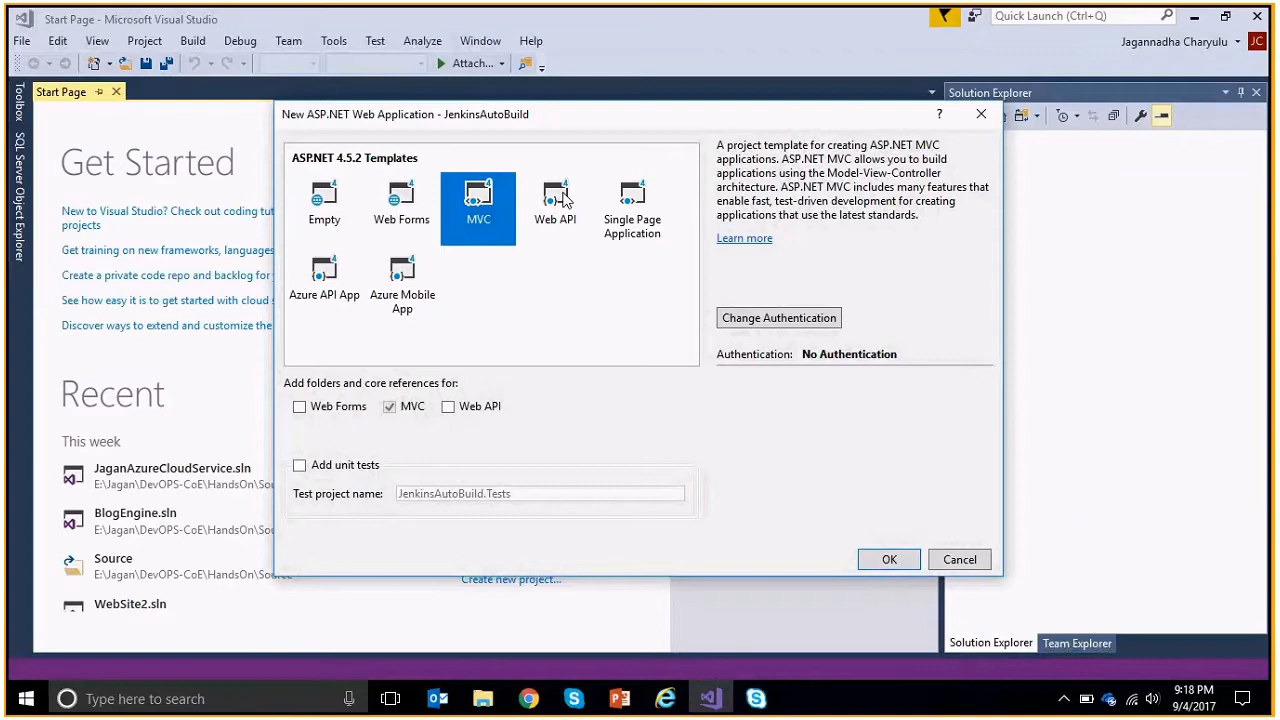 Start Page - Microsoft Visual Studio
Quick Launch (Ctrl+Q)
File Edit View Project Build Debug Team Tools Test Analyze Window Help
Jagannadha Charyulu
JC
Attach...
Start Page
Solution Explorer
Toolbox
SQL Server Object Explorer
New ASP.NET Web Application - JenkinsAutoBuild
?
ASP.NET 4.5.2 Templates
Empty
Web Forms
MVC
Web API
Single Page
Application
Azure API App
Azure Mobile
App
A project template for creating ASP.NET MVC
applications. ASP.NET MVC allows you to build
applications using the Model-View-Controller
architecture. ASP.NET MVC includes many features that
enable fast, test-driven development for creating
applications that use the latest standards.
Learn more
Change Authentication
Authentication: No Authentication
Add folders and core references for:
Web Forms MVC Web API
Add unit tests
Test project name: JenkinsAutoBuild.Tests
OK Cancel
Get Started
New to Visual Studio? Check out coding tut
projects
Get training on new frameworks, languages
Create a private code repo and backlog for
See how easy it is to get started with cloud s
Discover ways to extend and customize the
Recent
This week
JaganAzureCloudService.sln
E:\Jagan\DevOPS-CoE\HandsOn\Sou
BlogEngine.sln
E:\Jagan\DevOPS-CoE\HandsOn\Sou
Source
E:\Jagan\DevOPS-CoE\HandsOn\Source
WebSite2.sln
Create new project...
Solution Explorer Team Explorer
Type here to search
9:18 PM
9/4/2017